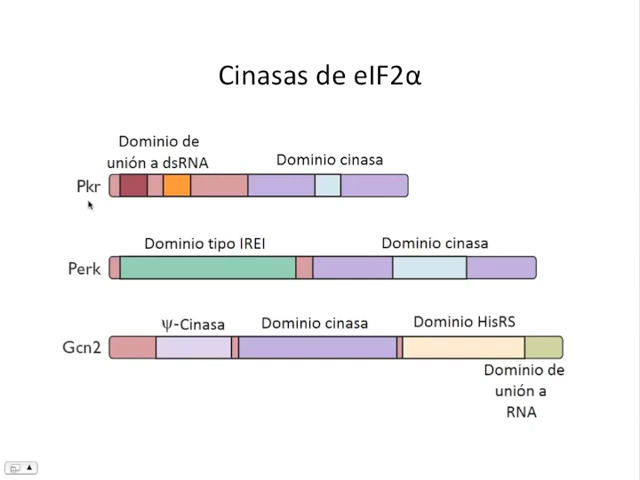 Cinasas de eIF2α
Dominio de
unión a dsRNA
Dominio cinasa
Pkr
Dominio tipo IREI
Dominio cinasa
Perk
ψ-Cinasa
Dominio cinasa
Dominio HisRS
Gcn2
Dominio de
unión a
RNA